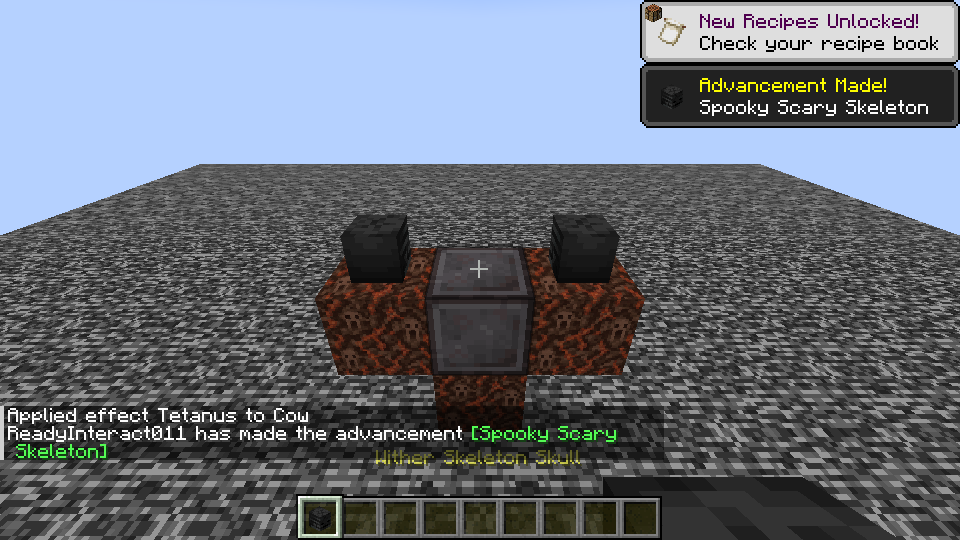 New Recipes Unlocked!
Check your recipe book
Advancement Made!
Spooky Scary Skeleton
Applied effect Tetanus to Cow
ReadyInteract011 has made the advancement [Spooky Scary
Skeleton]
Wither Skeleton Skull